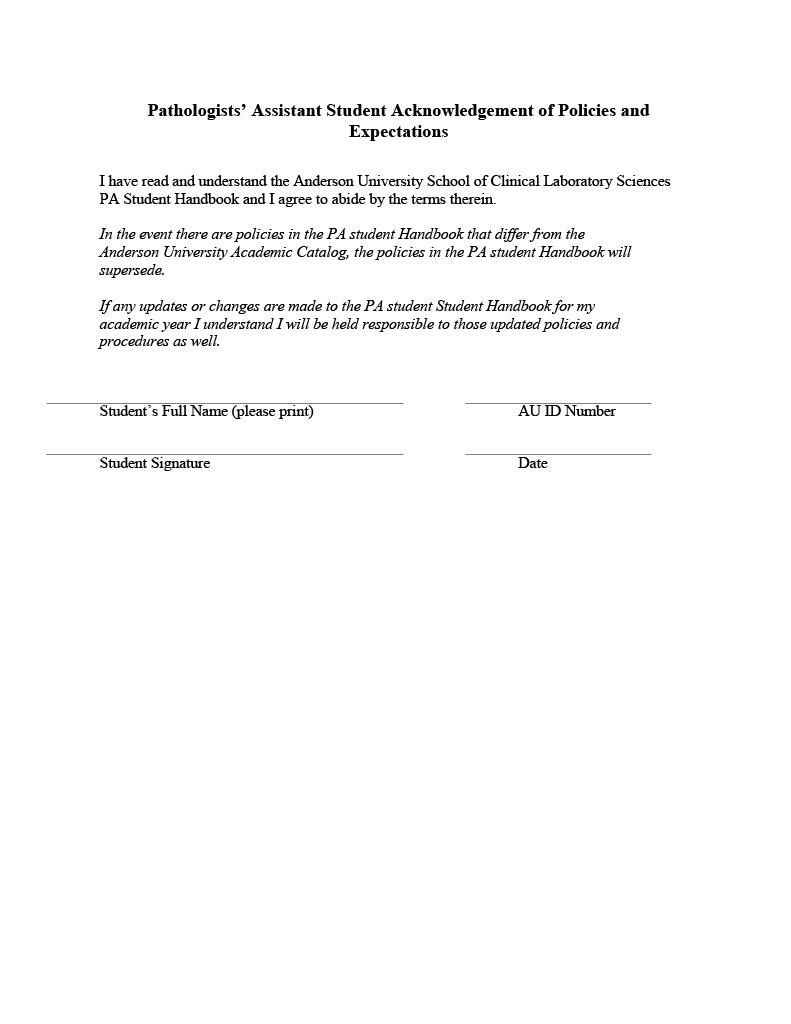 Pathologists’ Assistant Student Acknowledgement of Policies and
Expectations
I have read and understand the Anderson University School of Clinical Laboratory Sciences
PA Student Handbook and I agree to abide by the terms therein.
In the event there are policies in the PA student Handbook that differ from the
Anderson University Academic Catalog, the policies in the PA student Handbook will
supersede.
If any updates or changes are made to the PA student Student Handbook for my
academic year I understand I will be held responsible to those updated policies and
procedures as well.
Student’s Full Name (please print) AU ID Number
Student Signature Date